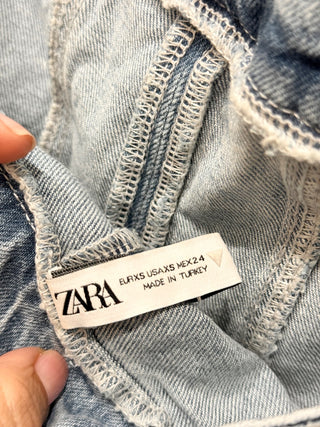 ZARA
EUR XS USA XS MEX 24
MADE IN TURKEY